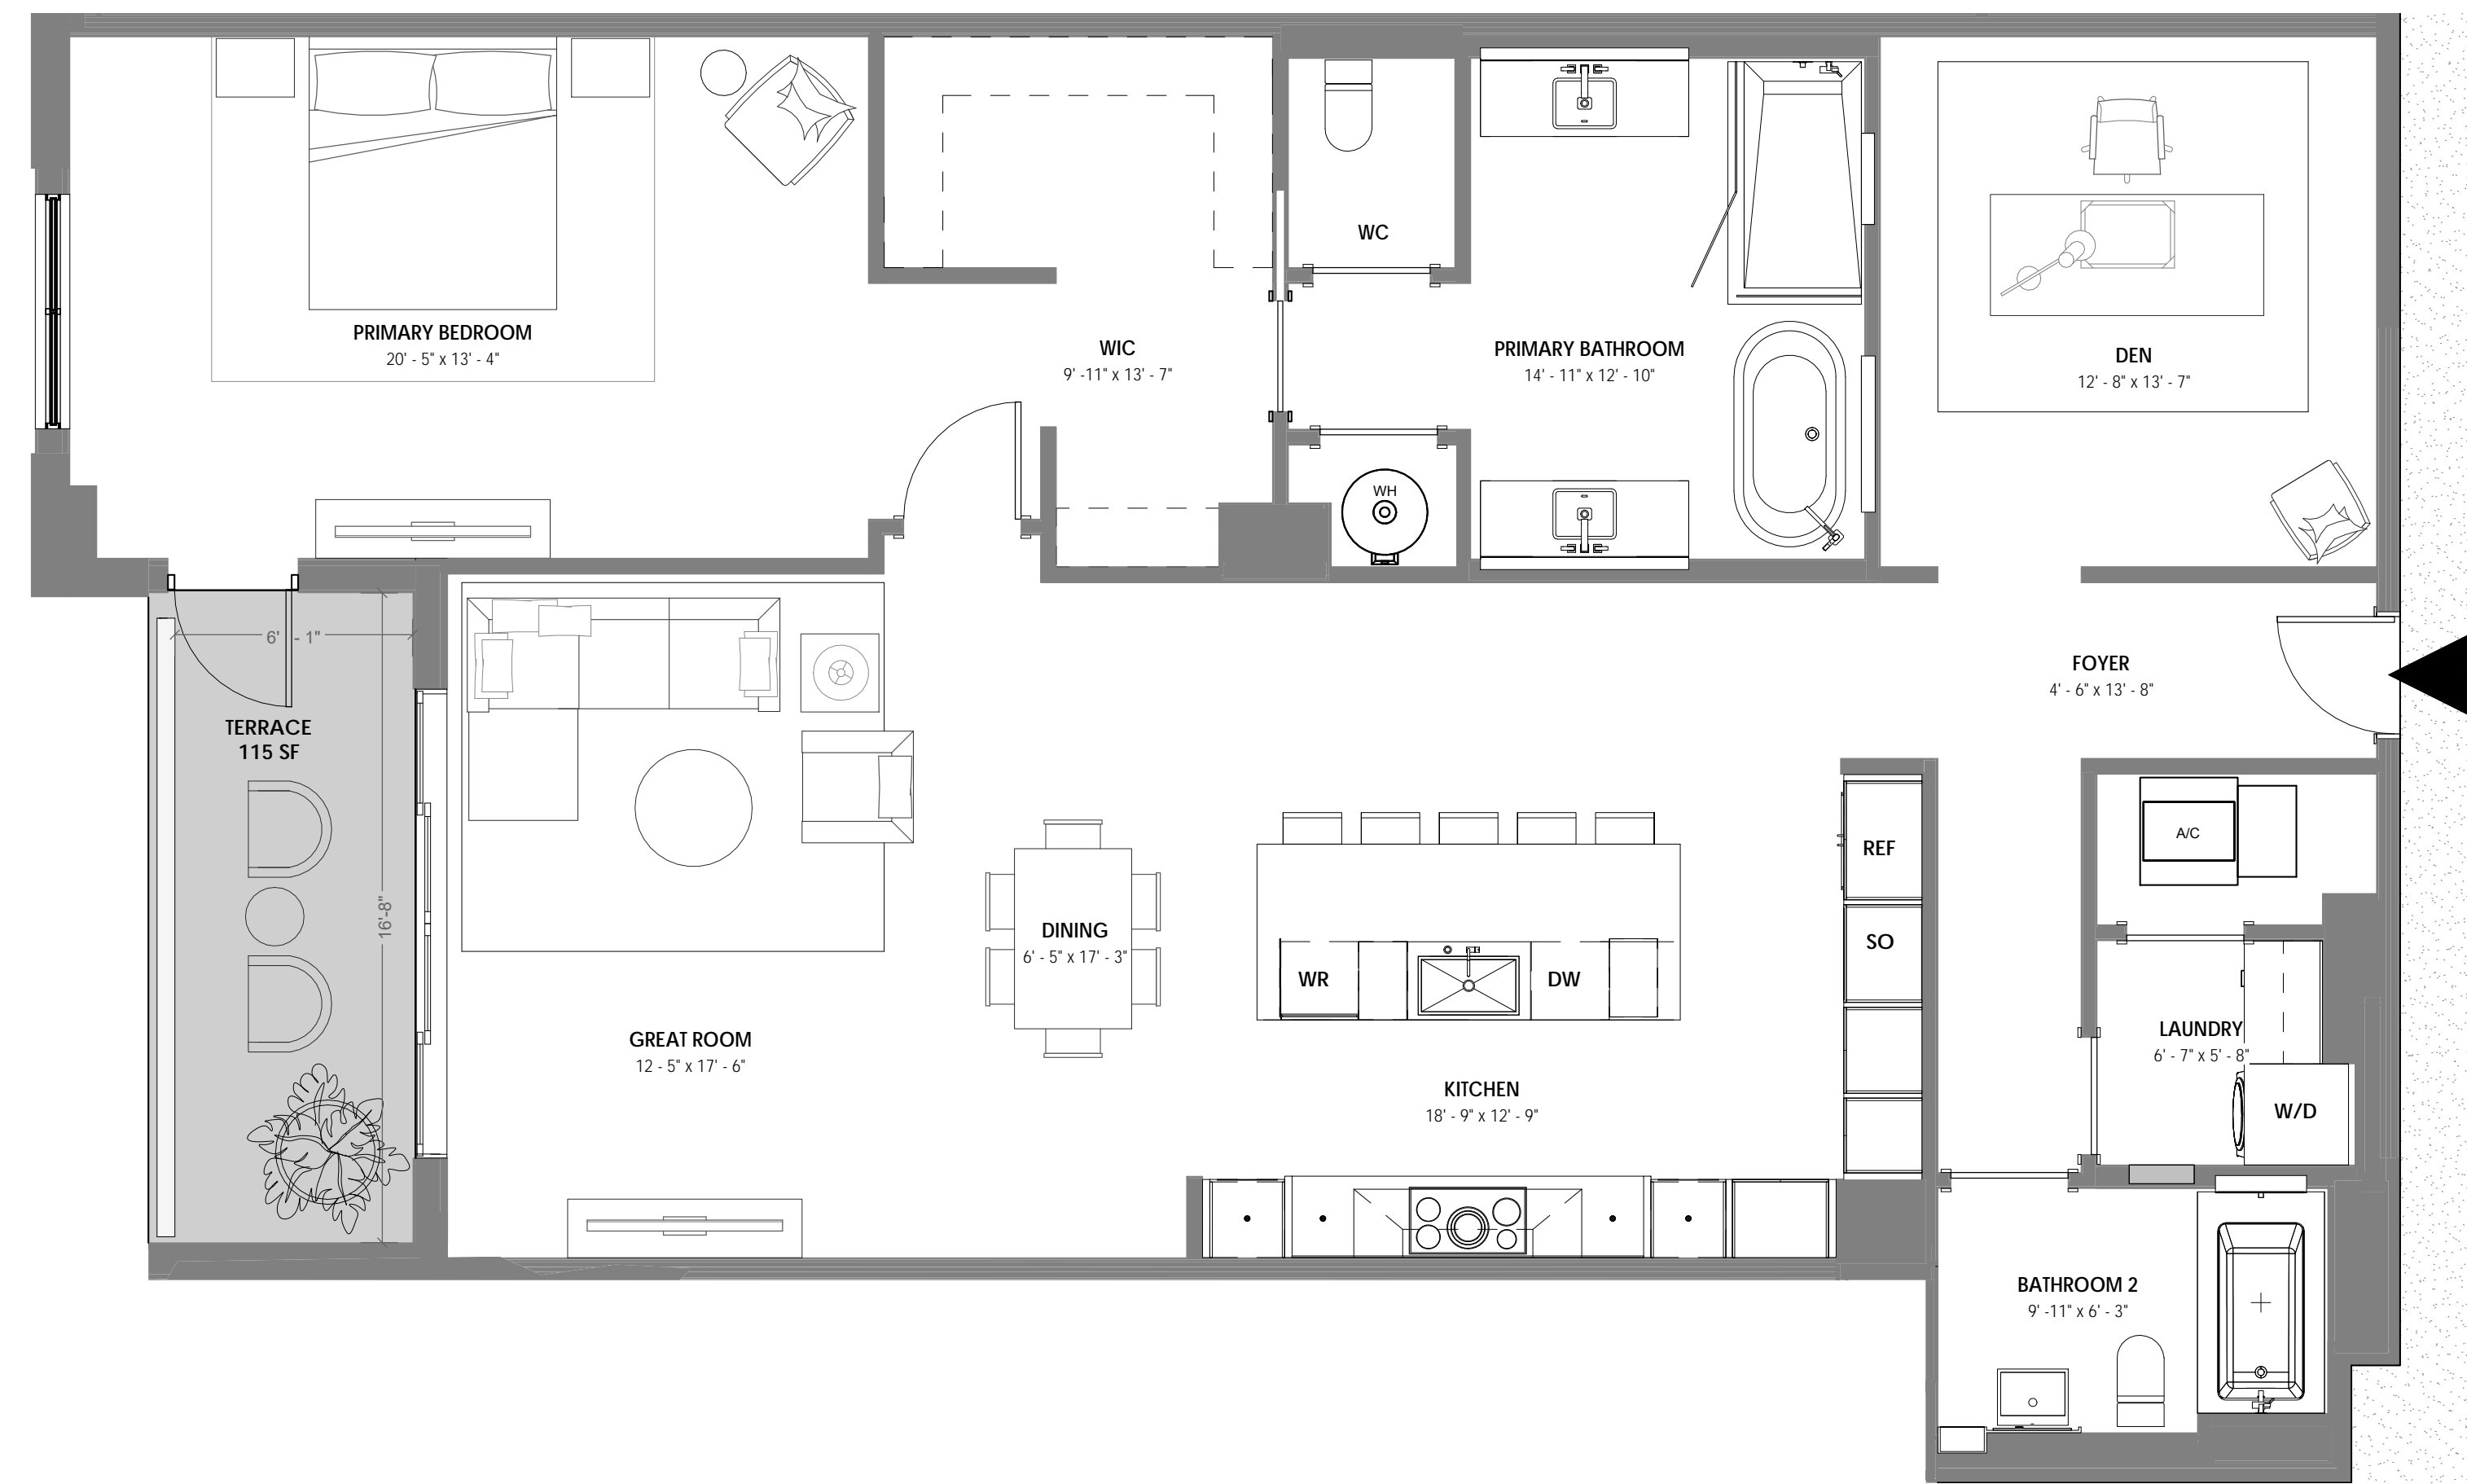 PRIMARY BEDROOM
20' - 5" x 13' - 4"
WIC
9' -11" x 13' - 7"
WC
WH
PRIMARY BATHROOM
14' - 11" x 12' - 10"
DEN
12' - 8" x 13' - 7"
FOYER
4' - 6" x 13' - 8"
6' - 1"
TERRACE
115 SF
16'-8"
GREAT ROOM
12 - 5" x 17' - 6"
DINING
6' - 5" x 17' - 3"
WR
DW
KITCHEN
18' - 9" x 12' - 9"
REF
SO
A/C
LAUNDRY
6' - 7" x 5' - 8"
W/D
BATHROOM 2
9' -11" x 6' - 3"